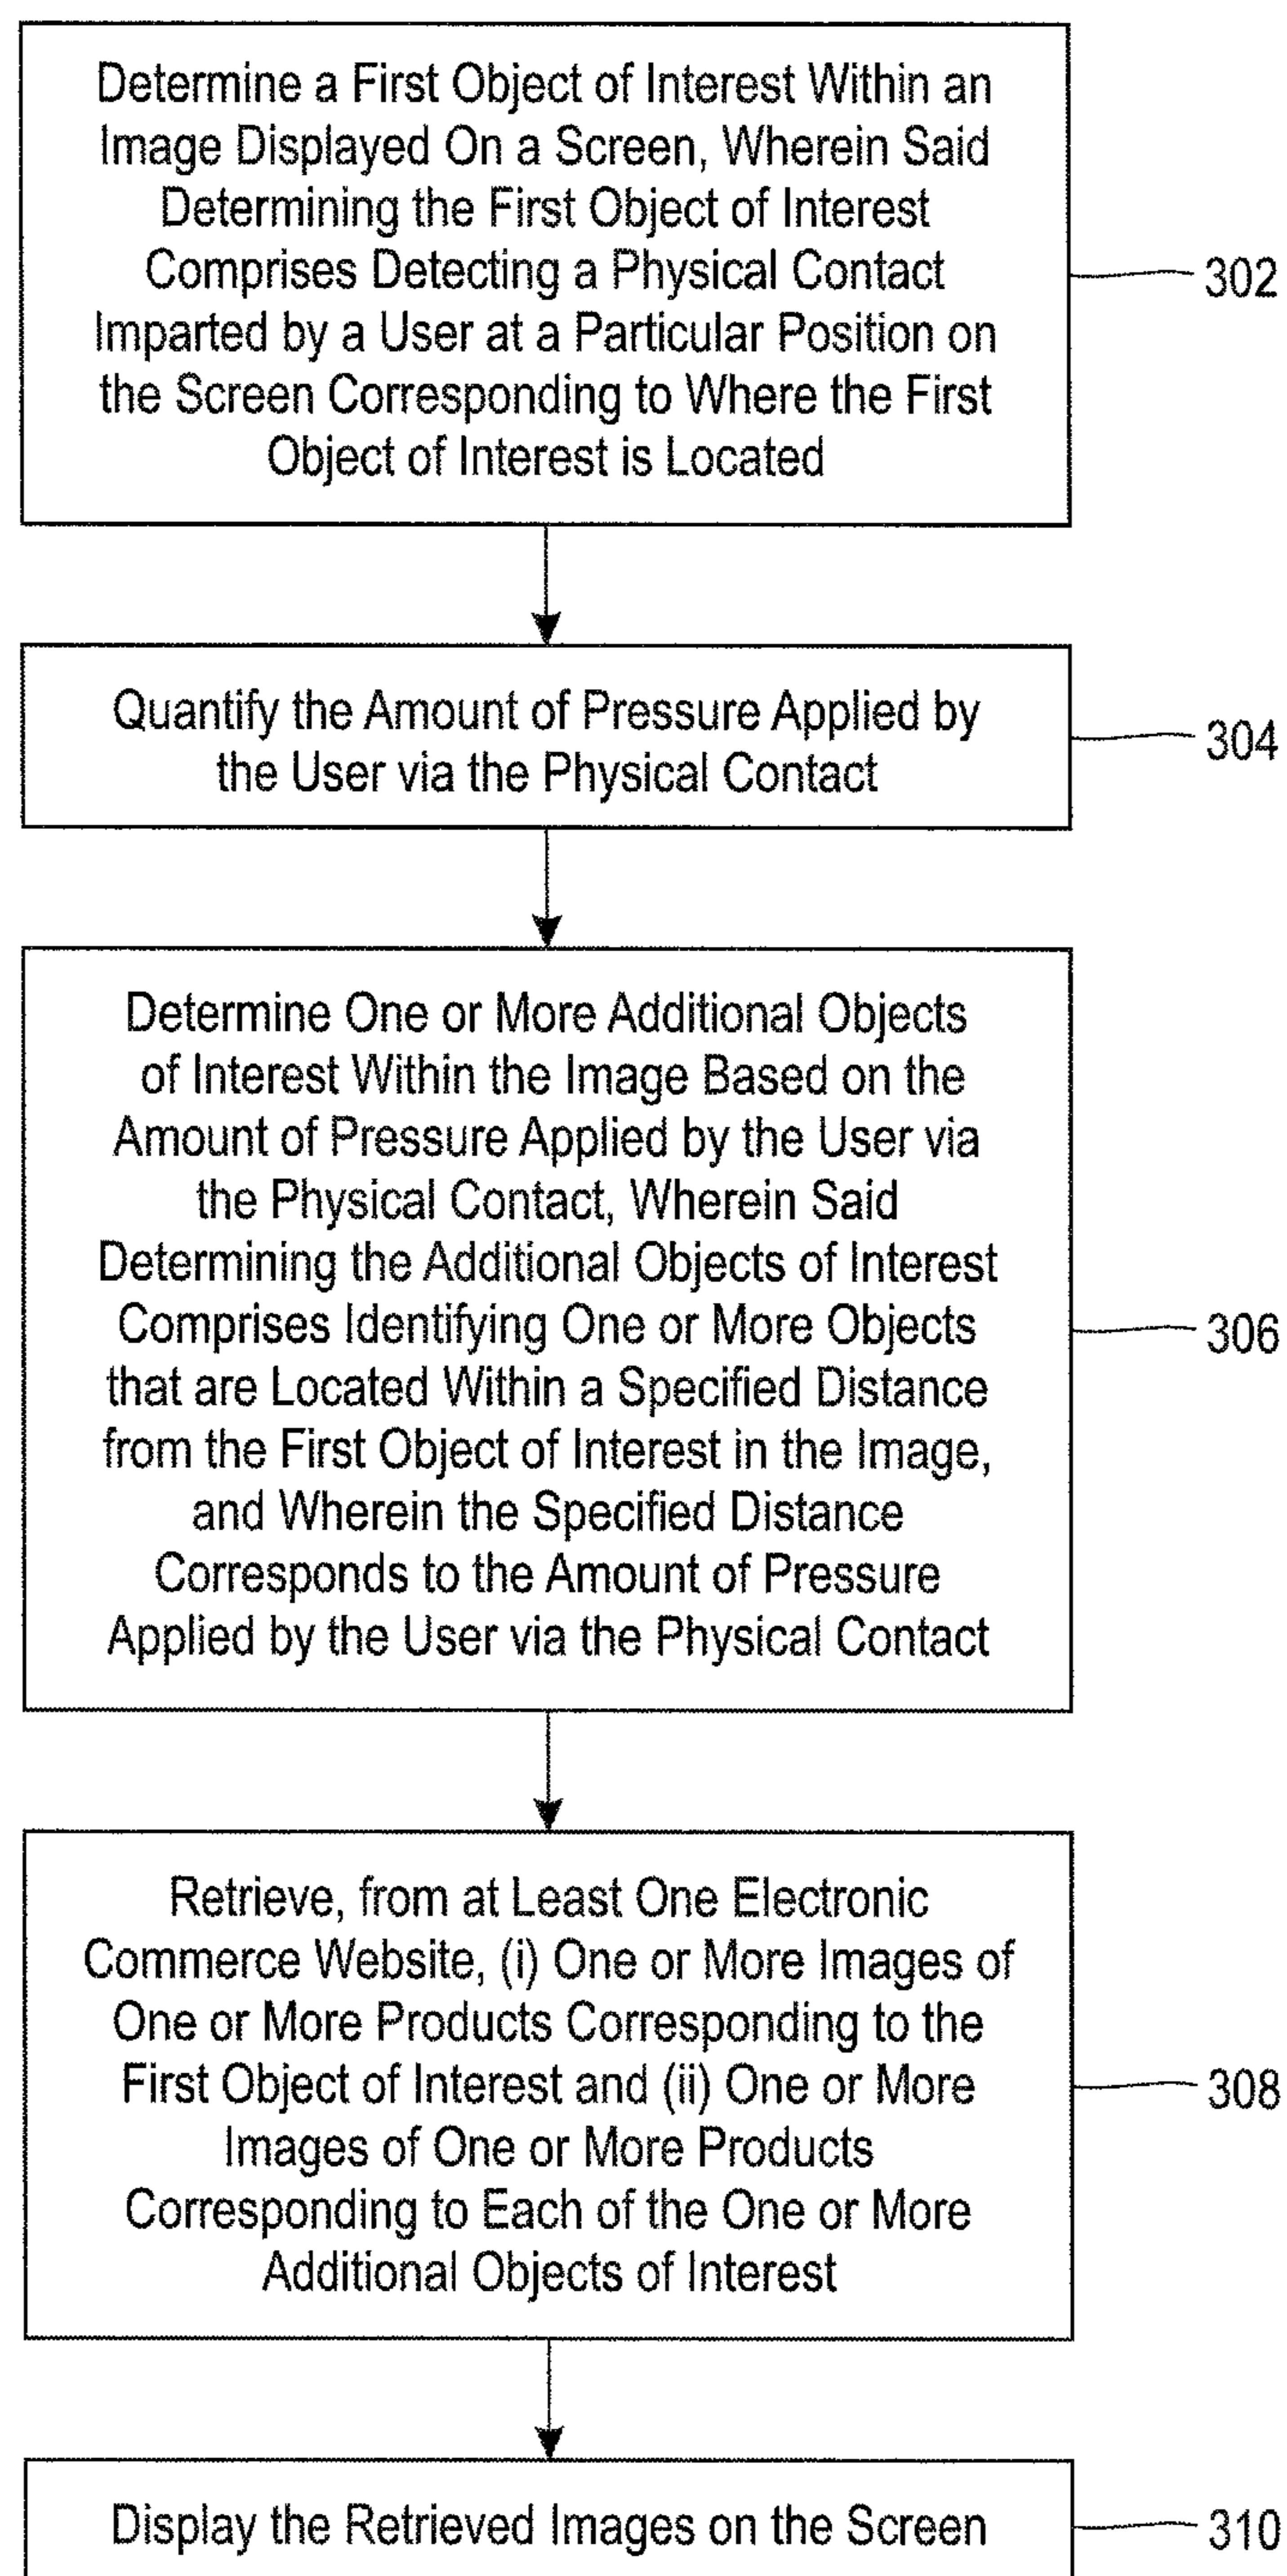 Determine a First Object of Interest Within an
Image Displayed On a Screen, Wherein Said
Determining the First Object of Interest
Comprises Detecting a Physical Contact
Imparted by a User at a Particular Position on
the Screen Corresponding to Where the First
Object of Interest is Located
302
Quantify the Amount of Pressure Applied by
the User via the Physical Contact
304
Determine One or More Additional Objects
of Interest Within the Image Based on the
Amount of Pressure Applied by the User via
the Physical Contact, Wherein Said
Determining the Additional Objects of Interest
Comprises Identifying One or More Objects
that are Located Within a Specified Distance
from the First Object of Interest in the Image,
and Wherein the Specified Distance
Corresponds to the Amount of Pressure
Applied by the User via the Physical Contact
306
Retrieve, from at Least One Electronic
Commerce Website, (i) One or More Images of
One or More Products Corresponding to the
First Object of Interest and (ii) One or More
Images of One or More Products
Corresponding to Each of the One or More
Additional Objects of Interest
308
Display the Retrieved Images on the Screen
310